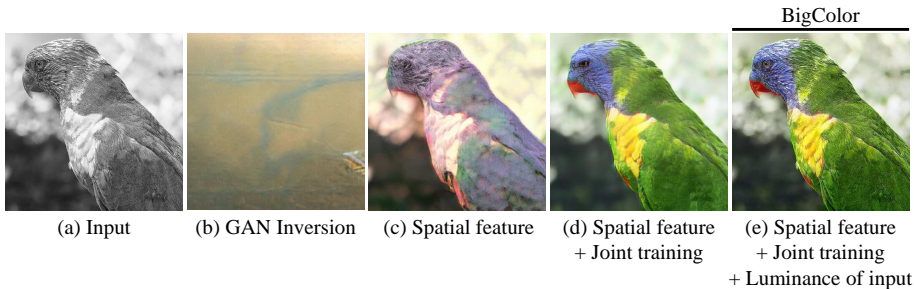 BigColor
(a) Input
(b) GAN Inversion
(c) Spatial feature
(d) Spatial feature
+ Joint training
(e) Spatial feature
+ Joint training
+ Luminance of input